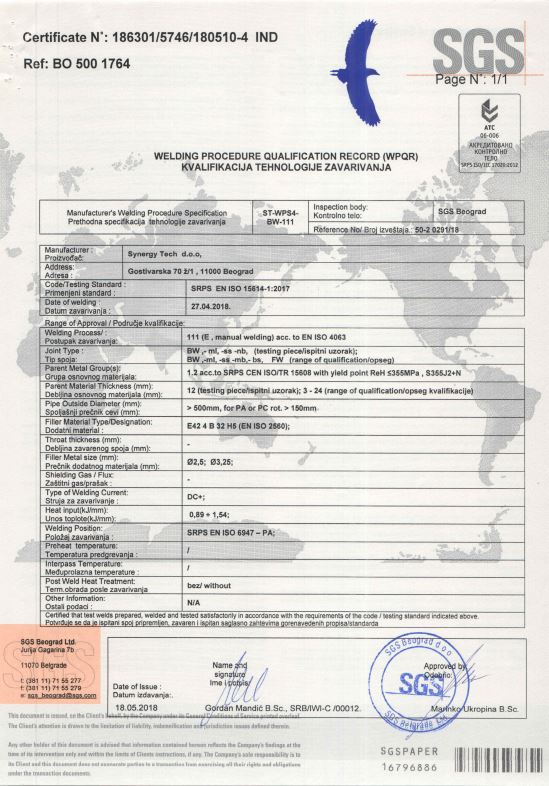 Certificate N°: 186301/5746/180510-4 IND
SGS
Ref: BO 500 1764
Page N°: 1/1
ATC
06-006
АКРЕДИТОВАНО
КОНТРОЛНО
ТЕЛО
SRPS ISO/IEC 17020:2012
WELDING PROCEDURE QUALIFICATION RECORD (WPQR)
KVALIFIKACIJA TEHNOLOGIJE ZAVARIVANJA
Manufacturer's Welding Procedure Specification
Prethodna specifikacija tehnologije zavarivanja
ST-WPS4-
BW-111
Inspection body:
Kontrolno telo:
SGS Beograd
Reference No/ Broj izveštaja.: 50-2 0291/18
Manufacturer :
Proizvođač:
Synergy Tech d.o.o,
Address:
Adresa :
Gostivarska 70 ž/1 , 11000 Beograd
Code/Testing Standard :
Primenjeni standard :
SRPS EN ISO 15614-1:2017
Date of welding :
Datum zavarivanja :
27.04.2018.
Range of Approval / Područje kvalifikacije:
Welding Process/ :
Postupak zavarivanja:
111 (E , manual welding) acc. to EN ISO 4063
Joint Type :
Tip spoja:
BW ,- ml, -ss -nb, (testing piece/ispitni uzorak);
BW ,-ml, -ss -mb,- bs, FW (range of qualification/opseg)
Parent Metal Group(s):
Grupa osnovnog materijala:
1.2 acc.to SRPS CEN ISO/TR 15608 with yield point ReH ≤355MPa , S355J2+N
Parent Material Thickness (mm):
Debljina osnovnog materijala (mm):
12 (testing piece/ispitni uzorak); 3 - 24 (range of qualification/opseg kvalifikacije)
Pipe Outside Diameter (mm):
Spoljašnji prečnik cevi (mm):
> 500mm, for PA or PC rot. > 150mm
Filler Material Type/Designation:
Dodatni material :
E42 4 B 32 H5 (EN ISO 2560);
Throat thickness (mm):
Debljina zavarenog spoja (mm):
-
Filler Metal size (mm):
Prečnik dodatnog materijala (mm):
Ø2,5; Ø3,25;
Shielding Gas / Flux:
Zaštitni gas/prašak :
-
Type of Welding Current:
Struja za zavarivanje :
DC+;
Heat input(kJ/mm):
Unos toplote(kJ/mm):
0,89 ÷ 1,54;
Welding Position:
Položaj zavarivanja :
SRPS EN ISO 6947 – PA;
Preheat temperature:
Temperatura predgrevanja :
/
Interpass Temperature:
Međuprolazna temperature :
/
Post Weld Heat Treatment:
Term.obrada posle zavarivanja
bez/ without
Other Information:
Ostali podaci :
N/A
Certified that test welds prepared, welded and tested satisfactorily in accordance with the requirements of the code / testing standard indicated above.
Potvrđuje se da je ispitani spoj pripremljen, zavaren i ispitan saglasno zahtevima gorenavedenih propisa/standarda
SGS Beograd Ltd.
Jurija Gagarina 7b
11070 Belgrade
t: (381 11) 71 55 277
f: (381 11) 71 55 279
e: sgs_beograd@sgs.com
Date of Issue :
Datum izdavanja:
18.05.2018
Name and
signature
Ime i potpis:
Gordan Mandić B.Sc., SRB/IWI-C /00012.
SGS Beograd d o o
SGS
Approved by
Odobrio:
Marinko Ukropina B.Sc.
This document is issued, on the Client's behalf, by the Company under its General Conditions of Service printed overleaf.
The Client's attention is drawn to the limitation of liability, indemnification and jurisdiction issues defined therein.
Any other holder of this document is advised that information contained hereon reflects the Company's findings at the
time of its intervention only and within the limits of Clients instructions, if any. The Company's sole responsibility is to
its Client and this document does not exonerate parties to a transaction from exercising all their rights and obligations
under the transaction documents.
SGSPAPER
16796886